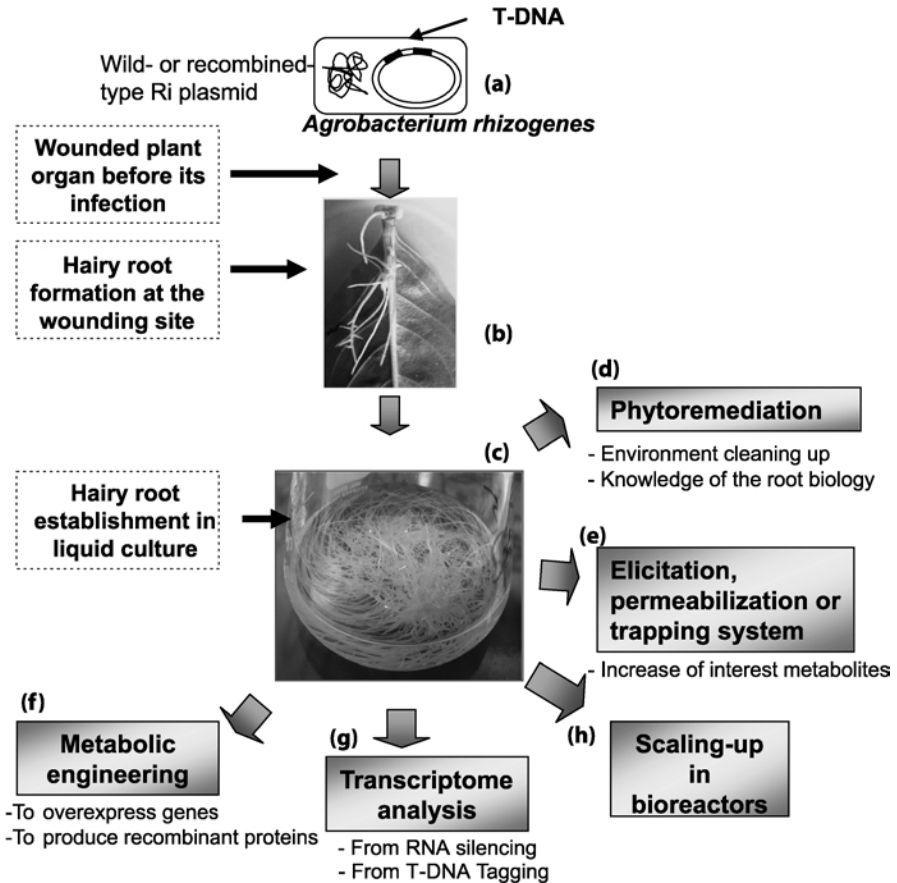 T-DNA
Wild- or recombined-
type Ri plasmid
(a)
Agrobacterium rhizogenes
Wounded plant
organ before its
infection
Hairy root
formation at the
wounding site
(b)
(c)
Hairy root
establishment in
liquid culture
(d)
Phytoremediation
- Environment cleaning up
- Knowledge of the root biology
(e)
Elicitation,
permeabilization or
trapping system
- Increase of interest metabolites
(f)
Metabolic
engineering
-To overexpress genes
-To produce recombinant proteins
(g)
Transcriptome
analysis
- From RNA silencing
- From T-DNA Tagging
(h)
Scaling-up
in
bioreactors